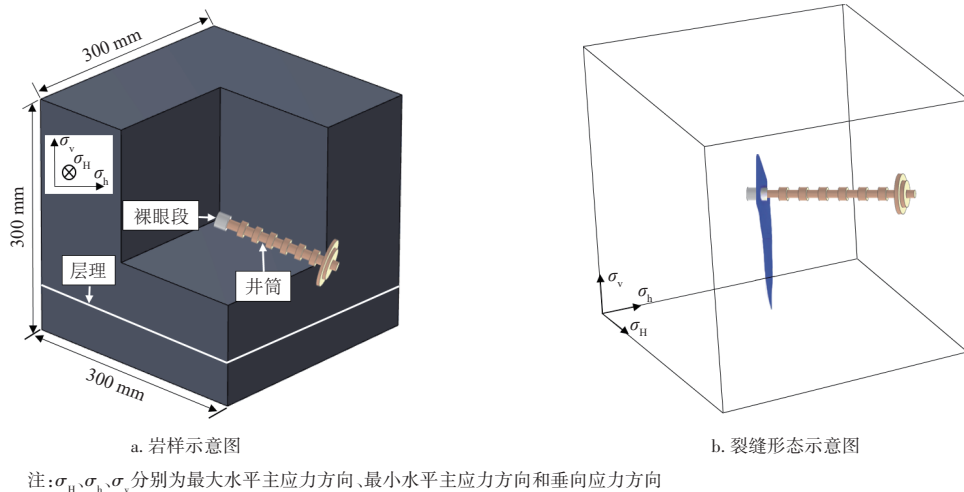 300 mm
300 mm
300 mm
σv
σH
σh
裸眼段
层理
井筒
σv
σh
σH
a. 岩样示意图
b. 裂缝形态示意图
注:σH、σh、σv分别为最大水平主应力方向、最小水平主应力方向和垂向应力方向